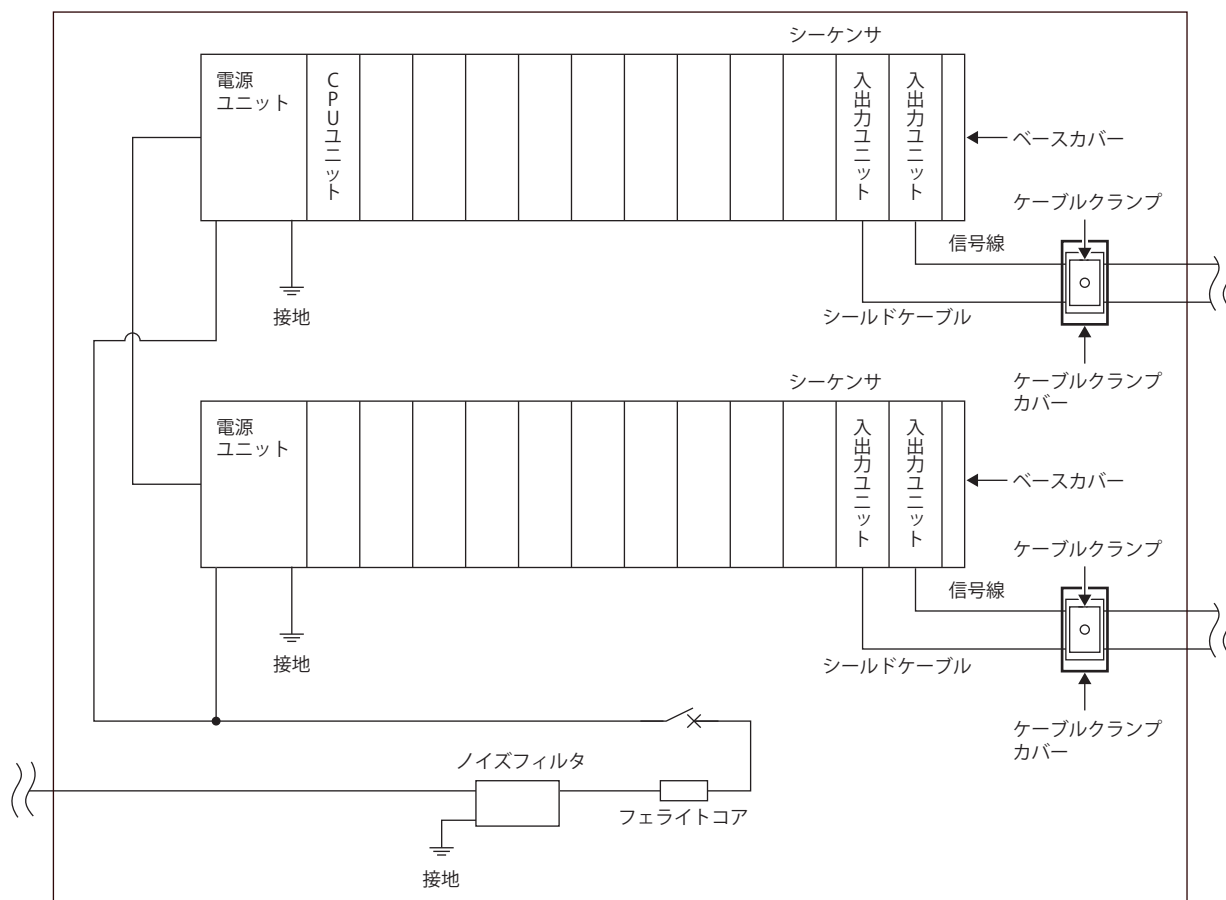 シーケンサ
電源
ユニット
CPUユニット
入出力ユニット
入出力ユニット
ベースカバー
ケーブルクランプ
信号線
接地
シールドケーブル
ケーブルクランプ
カバー
シーケンサ
電源
ユニット
入出力ユニット
入出力ユニット
ベースカバー
ケーブルクランプ
信号線
接地
シールドケーブル
ケーブルクランプ
カバー
ノイズフィルタ
フェライトコア
接地